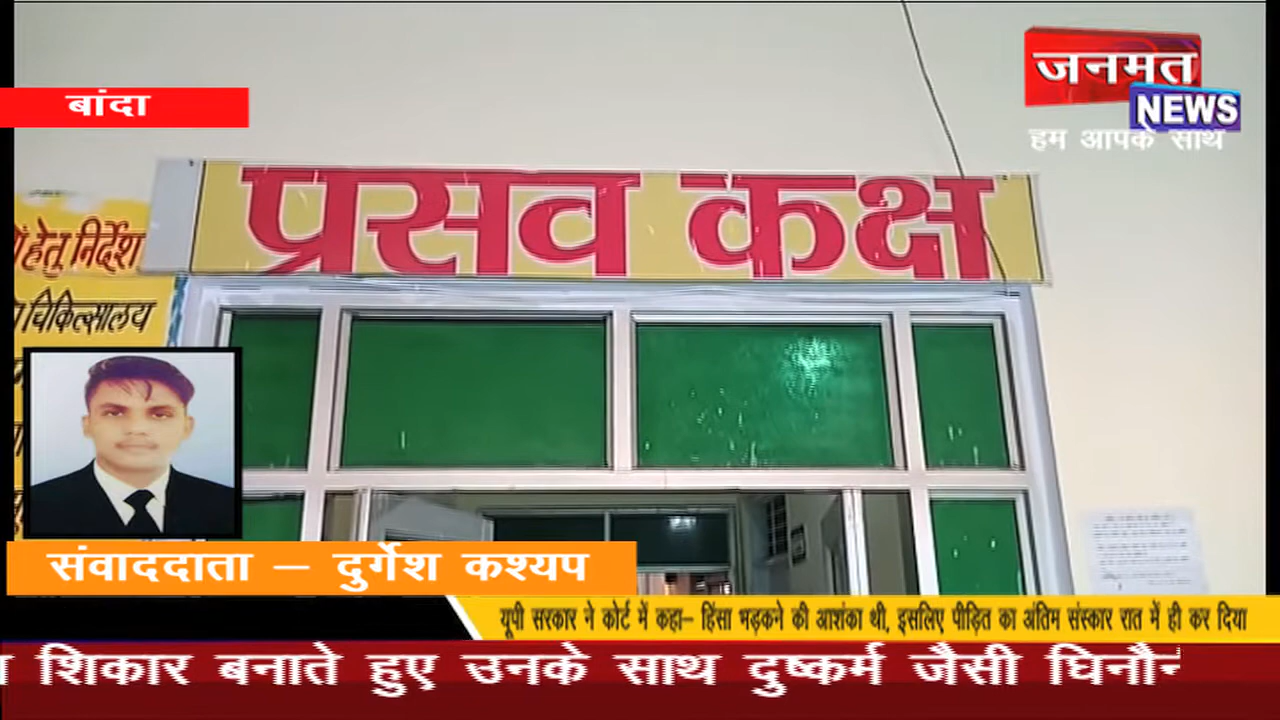 जनमत
NEWS
हम आपके साथ
बांदा
प्रसव कक्ष
हेतु निर्देश
चिकित्सालय
संवाददाता – दुर्गेश कश्यप
यूपी सरकार ने कोर्ट में कहा– हिंसा भड़कने की आशंका थी, इसलिए पीड़ित का अंतिम संस्कार रात में ही कर दिया
शिकार बनाते हुए उनके साथ दुष्कर्म जैसी